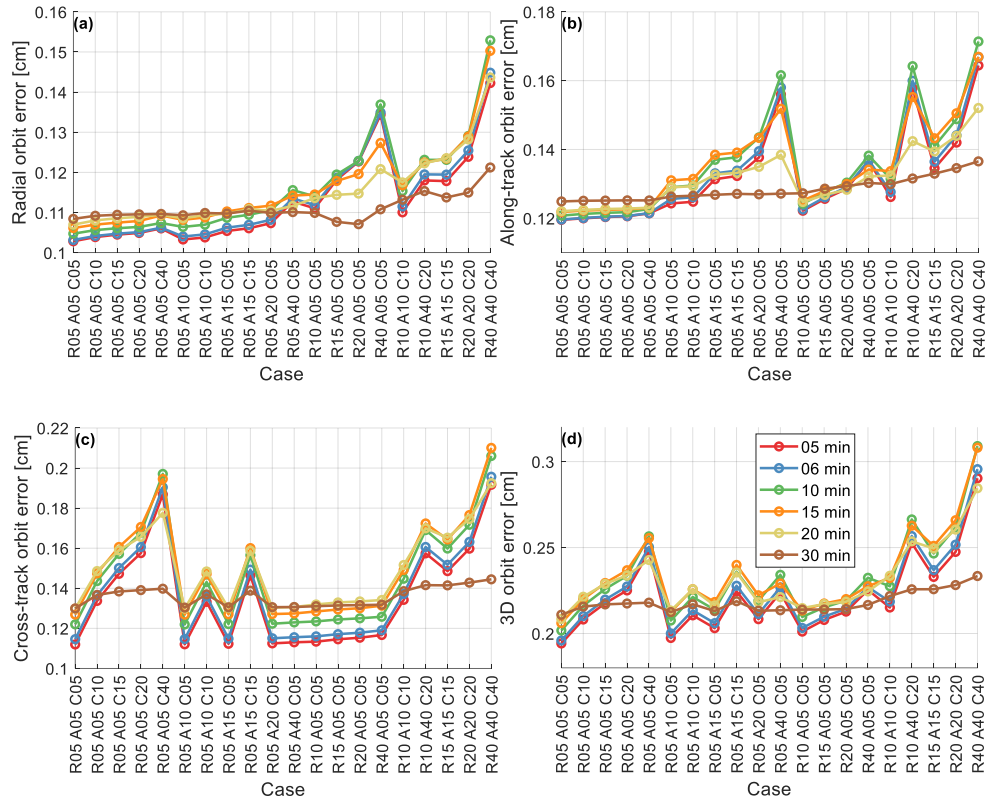 (a)
0.16
0.15
0.14
0.13
0.12
0.11
0.1
Radial orbit error [cm]
R05 A05 C05
R05 A05 C10
R05 A05 C15
R05 A05 C20
R05 A05 C40
R05 A10 C05
R05 A10 C10
R05 A15 C05
R05 A15 C15
R05 A20 C05
R05 A40 C05
R10 A05 C05
R15 A05 C05
R20 A05 C05
R40 A05 C05
R10 A10 C10
R10 A40 C20
R15 A15 C10
R20 A20 C20
R40 A40 C40
Case
(b)
0.18
0.16
0.14
0.12
Along-track orbit error [cm]
R05 A05 C05
R05 A05 C10
R05 A05 C15
R05 A05 C20
R05 A05 C40
R05 A10 C05
R05 A10 C10
R05 A15 C05
R05 A15 C15
R05 A20 C05
R05 A40 C05
R10 A05 C05
R15 A05 C05
R20 A05 C05
R40 A05 C05
R10 A10 C10
R10 A40 C20
R15 A15 C10
R20 A20 C20
R40 A40 C40
Case
(c)
0.22
0.2
0.18
0.16
0.14
0.12
0.1
Cross-track orbit error [cm]
R05 A05 C05
R05 A05 C10
R05 A05 C15
R05 A05 C20
R05 A05 C40
R05 A10 C05
R05 A10 C10
R05 A15 C05
R05 A15 C15
R05 A20 C05
R05 A40 C05
R10 A05 C05
R15 A05 C05
R20 A05 C05
R40 A05 C05
R10 A10 C10
R10 A40 C20
R15 A15 C10
R20 A20 C20
R40 A40 C40
Case
(d)
0.3
0.25
0.2
3D orbit error [cm]
05 min
06 min
10 min
15 min
20 min
30 min
R05 A05 C05
R05 A05 C10
R05 A05 C15
R05 A05 C20
R05 A05 C40
R05 A10 C05
R05 A10 C10
R05 A15 C05
R05 A15 C15
R05 A20 C05
R05 A40 C05
R10 A05 C05
R15 A05 C05
R20 A05 C05
R40 A05 C05
R10 A10 C10
R10 A40 C20
R15 A15 C10
R20 A20 C20
R40 A40 C40
Case